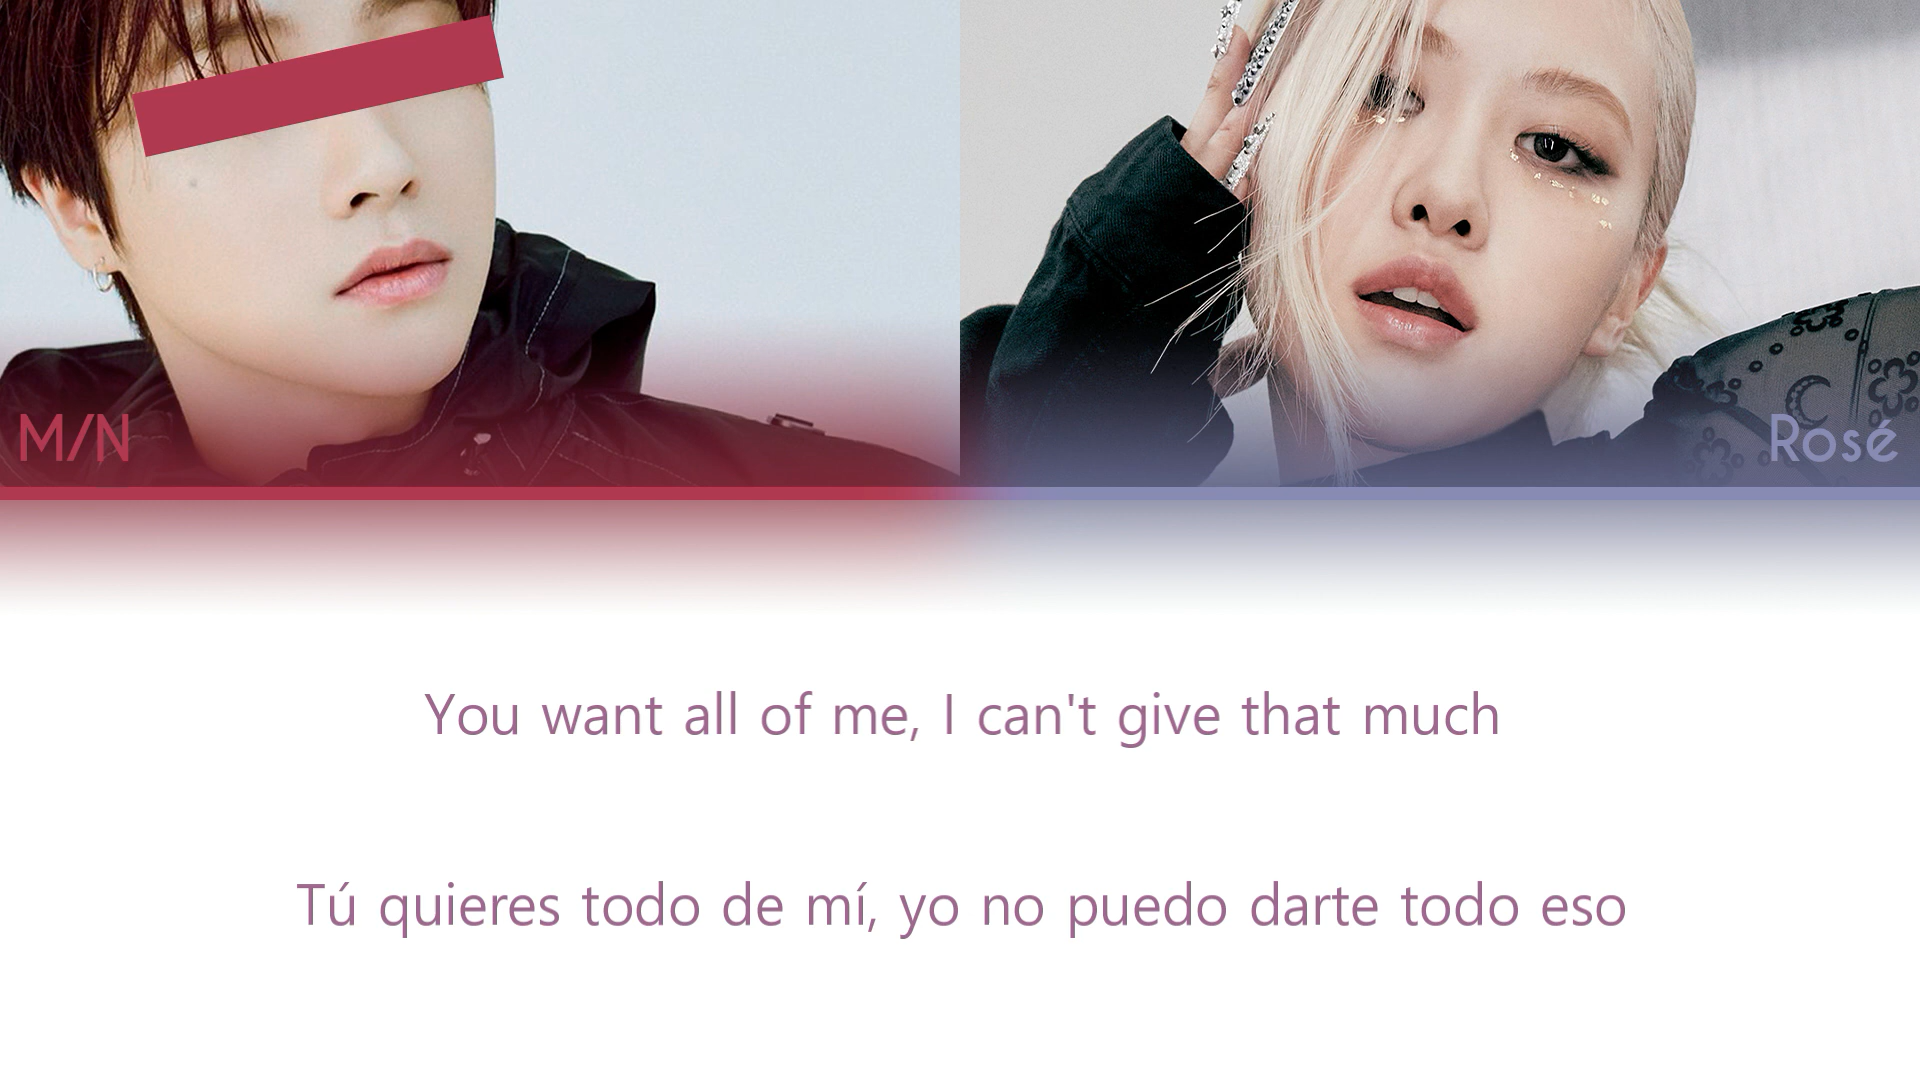 M/N
Rosé
You want all of me, I can't give that much
Tú quieres todo de mí, yo no puedo darte todo eso